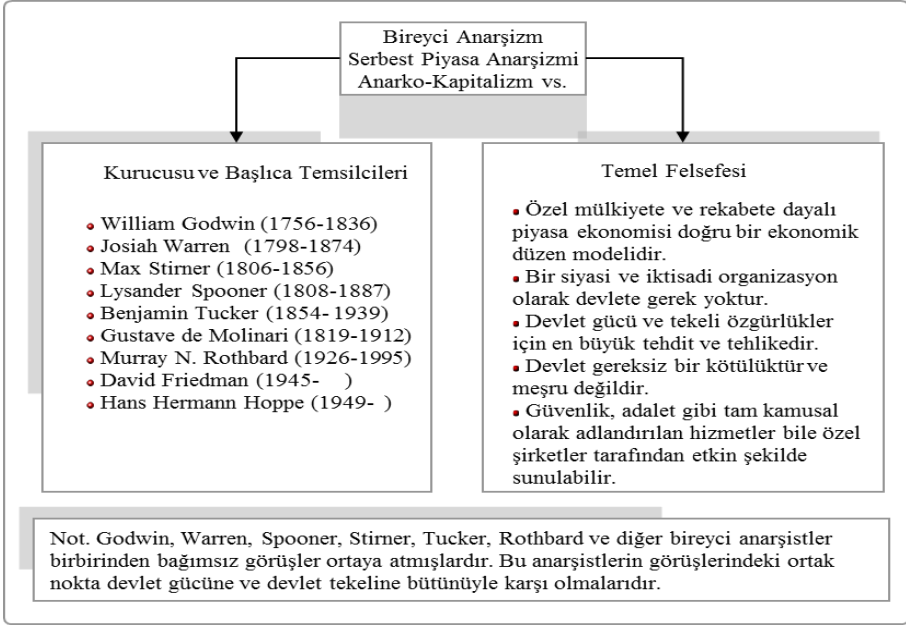 Bireyci Anarşizm
Serbest Piyasa Anarşizmi
Anarko-Kapitalizm vs.
Kurucusu ve Başlıca Temsilcileri
William Godwin (1756-1836)
Josiah Warren (1798-1874)
Max Stirner (1806-1856)
Lysander Spooner (1808-1887)
Benjamin Tucker (1854-1939)
Gustave de Molinari (1819-1912)
Murray N. Rothbard (1926-1995)
David Friedman (1945- )
Hans Hermann Hoppe (1949- )
Temel Felsefesi
Özel mülkiyete ve rekabete dayalı
piyasa ekonomisi doğru bir ekonomik
düzen modelidir.
Bir siyasi ve iktisadi organizasyon
olarak devlete gerek yoktur.
Devlet gücü ve tekeli özgürlükler
için en büyük tehdit ve tehlikedir.
Devlet gereksiz bir kötülüktür ve
meşru değildir.
Güvenlik, adalet gibi tam kamusal
olarak adlandırılan hizmetler bile özel
şirketler tarafından etkin şekilde
sunulabilir.
Not. Godwin, Warren, Spooner, Stirner, Tucker, Rothbard ve diğer bireyci anarşistler
birbirinden bağımsız görüşler ortaya atmışlardır. Bu anarşistlerin görüşlerindeki ortak
nokta devlet gücüne ve devlet tekeline bütünüyle karşı olmalarıdır.